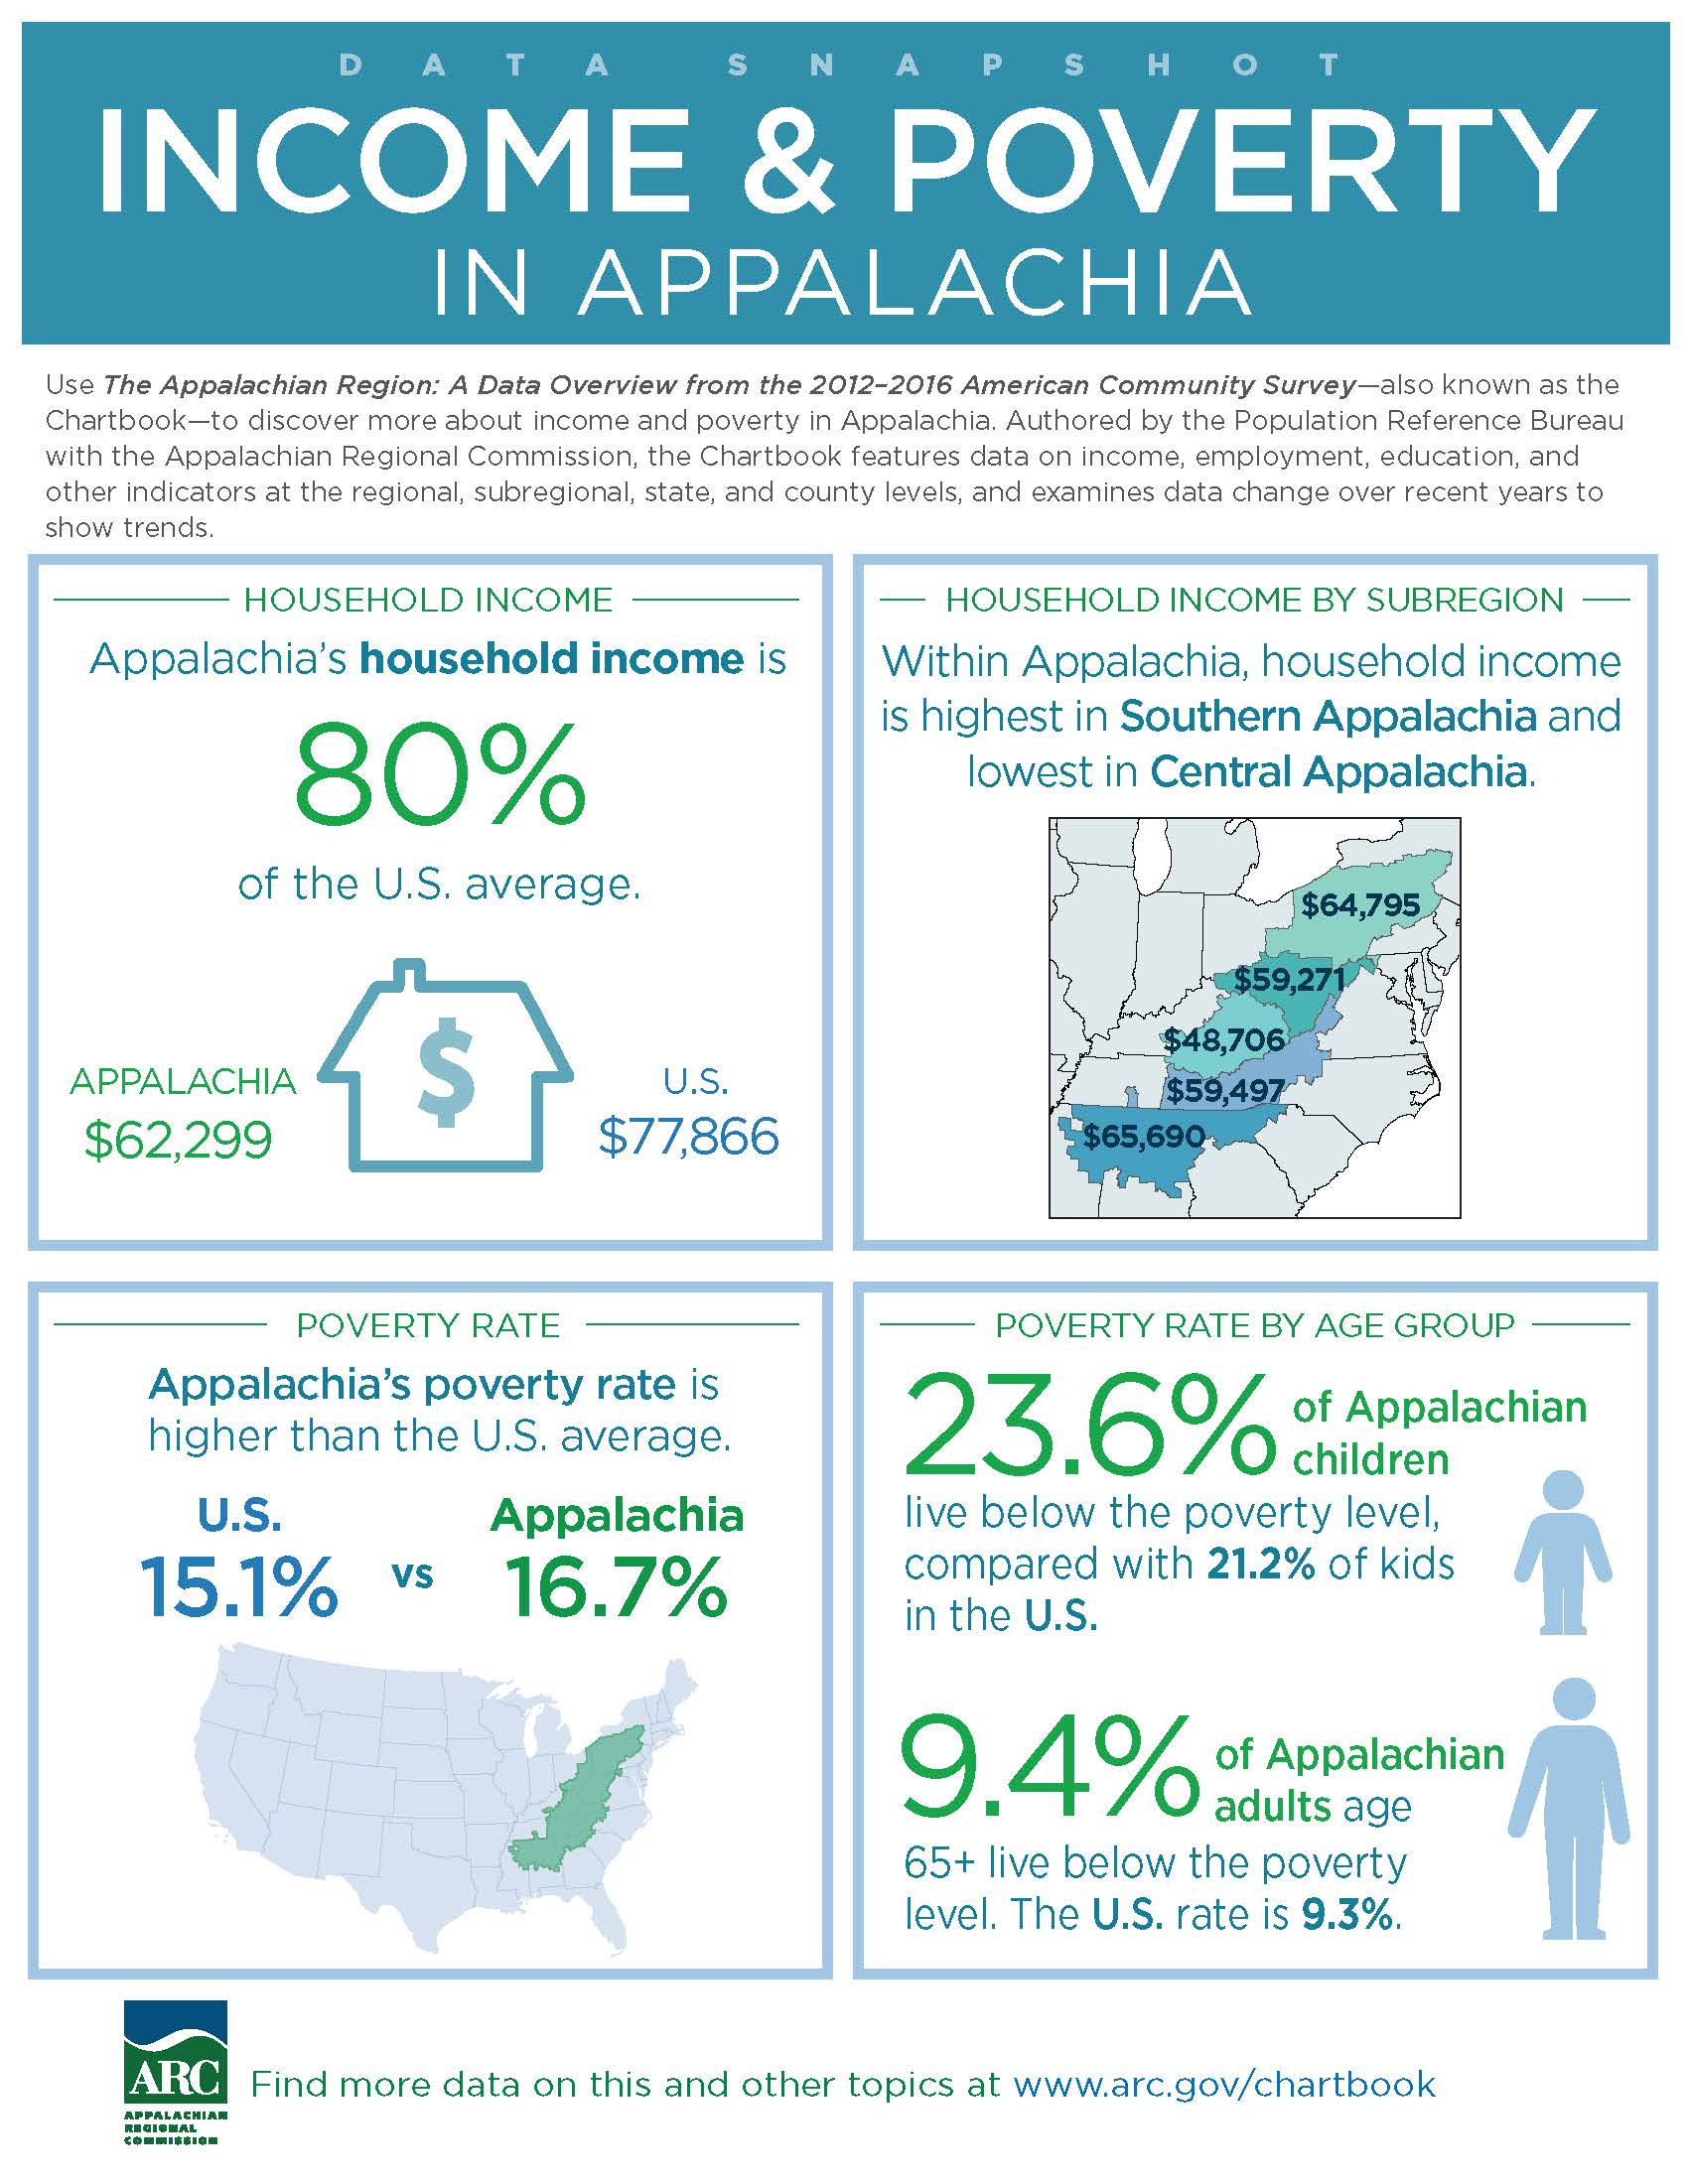 DATA SNAPSHOT
INCOME & POVERTY
IN APPALACHIA
Use The Appalachian Region: A Data Overview from the 2012–2016 American Community Survey—also known as the
Chartbook—to discover more about income and poverty in Appalachia. Authored by the Population Reference Bureau
with the Appalachian Regional Commission, the Chartbook features data on income, employment, education, and
other indicators at the regional, subregional, state, and county levels, and examines data change over recent years to
show trends.
HOUSEHOLD INCOME
Appalachia’s household income is
80%
of the U.S. average.
$
APPALACHIA
$62,299
U.S.
$77,866
HOUSEHOLD INCOME BY SUBREGION
Within Appalachia, household income
is highest in Southern Appalachia and
lowest in Central Appalachia.
$64,795
$59,271
$48,706
$59,497
$65,690
POVERTY RATE
Appalachia’s poverty rate is
higher than the U.S. average.
U.S.
15.1%
vs
Appalachia
16.7%
POVERTY RATE BY AGE GROUP
23.6% of Appalachian
children
live below the poverty level,
compared with 21.2% of kids
in the U.S.
9.4% of Appalachian
adults age
65+ live below the poverty
level. The U.S. rate is 9.3%.
ARC
APPALACHIAN
REGIONAL
COMMISSION
Find more data on this and other topics at www.arc.gov/chartbook